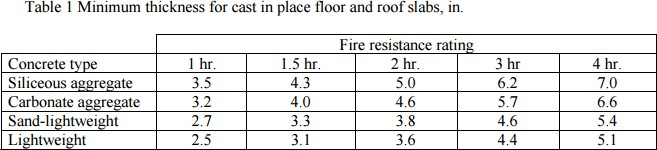 Table 1 Minimum thickness for cast in place floor and roof slabs, in.
Fire resistance rating
Concrete type 1 hr. 1.5 hr. 2 hr. 3 hr 4 hr.
Siliceous aggregate 3.5 4.3 5.0 6.2 7.0
Carbonate aggregate 3.2 4.0 4.6 5.7 6.6
Sand-lightweight 2.7 3.3 3.8 4.6 5.4
Lightweight 2.5 3.1 3.6 4.4 5.1